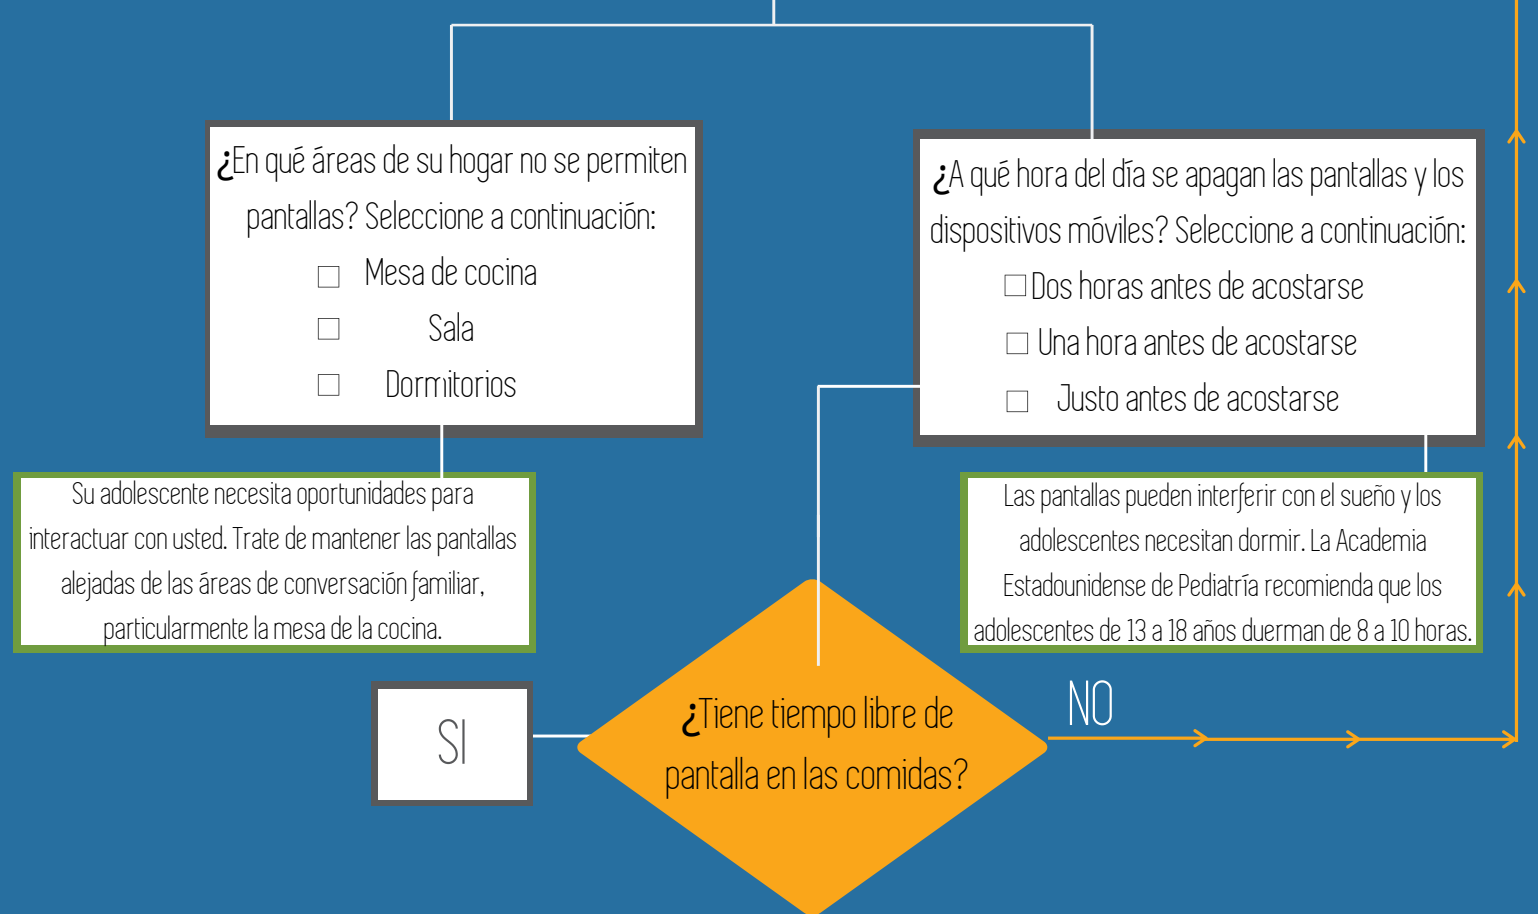 ¿En qué áreas de su hogar no se permiten
pantallas? Seleccione a continuación:
Mesa de cocina
Sala
Dormitorios
¿A qué hora del día se apagan las pantallas y los
dispositivos móviles? Seleccione a continuación:
Dos horas antes de acostarse
Una hora antes de acostarse
Justo antes de acostarse
Su adolescente necesita oportunidades para
interactuar con usted. Trate de mantener las pantallas
alejadas de las áreas de conversación familiar,
particularmente la mesa de la cocina.
Las pantallas pueden interferir con el sueño y los
adolescentes necesitan dormir. La Academia
Estadounidense de Pediatría recomienda que los
adolescentes de 13 a 18 años duerman de 8 a 10 horas.
SI
¿Tiene tiempo libre de
pantalla en las comidas?
NO